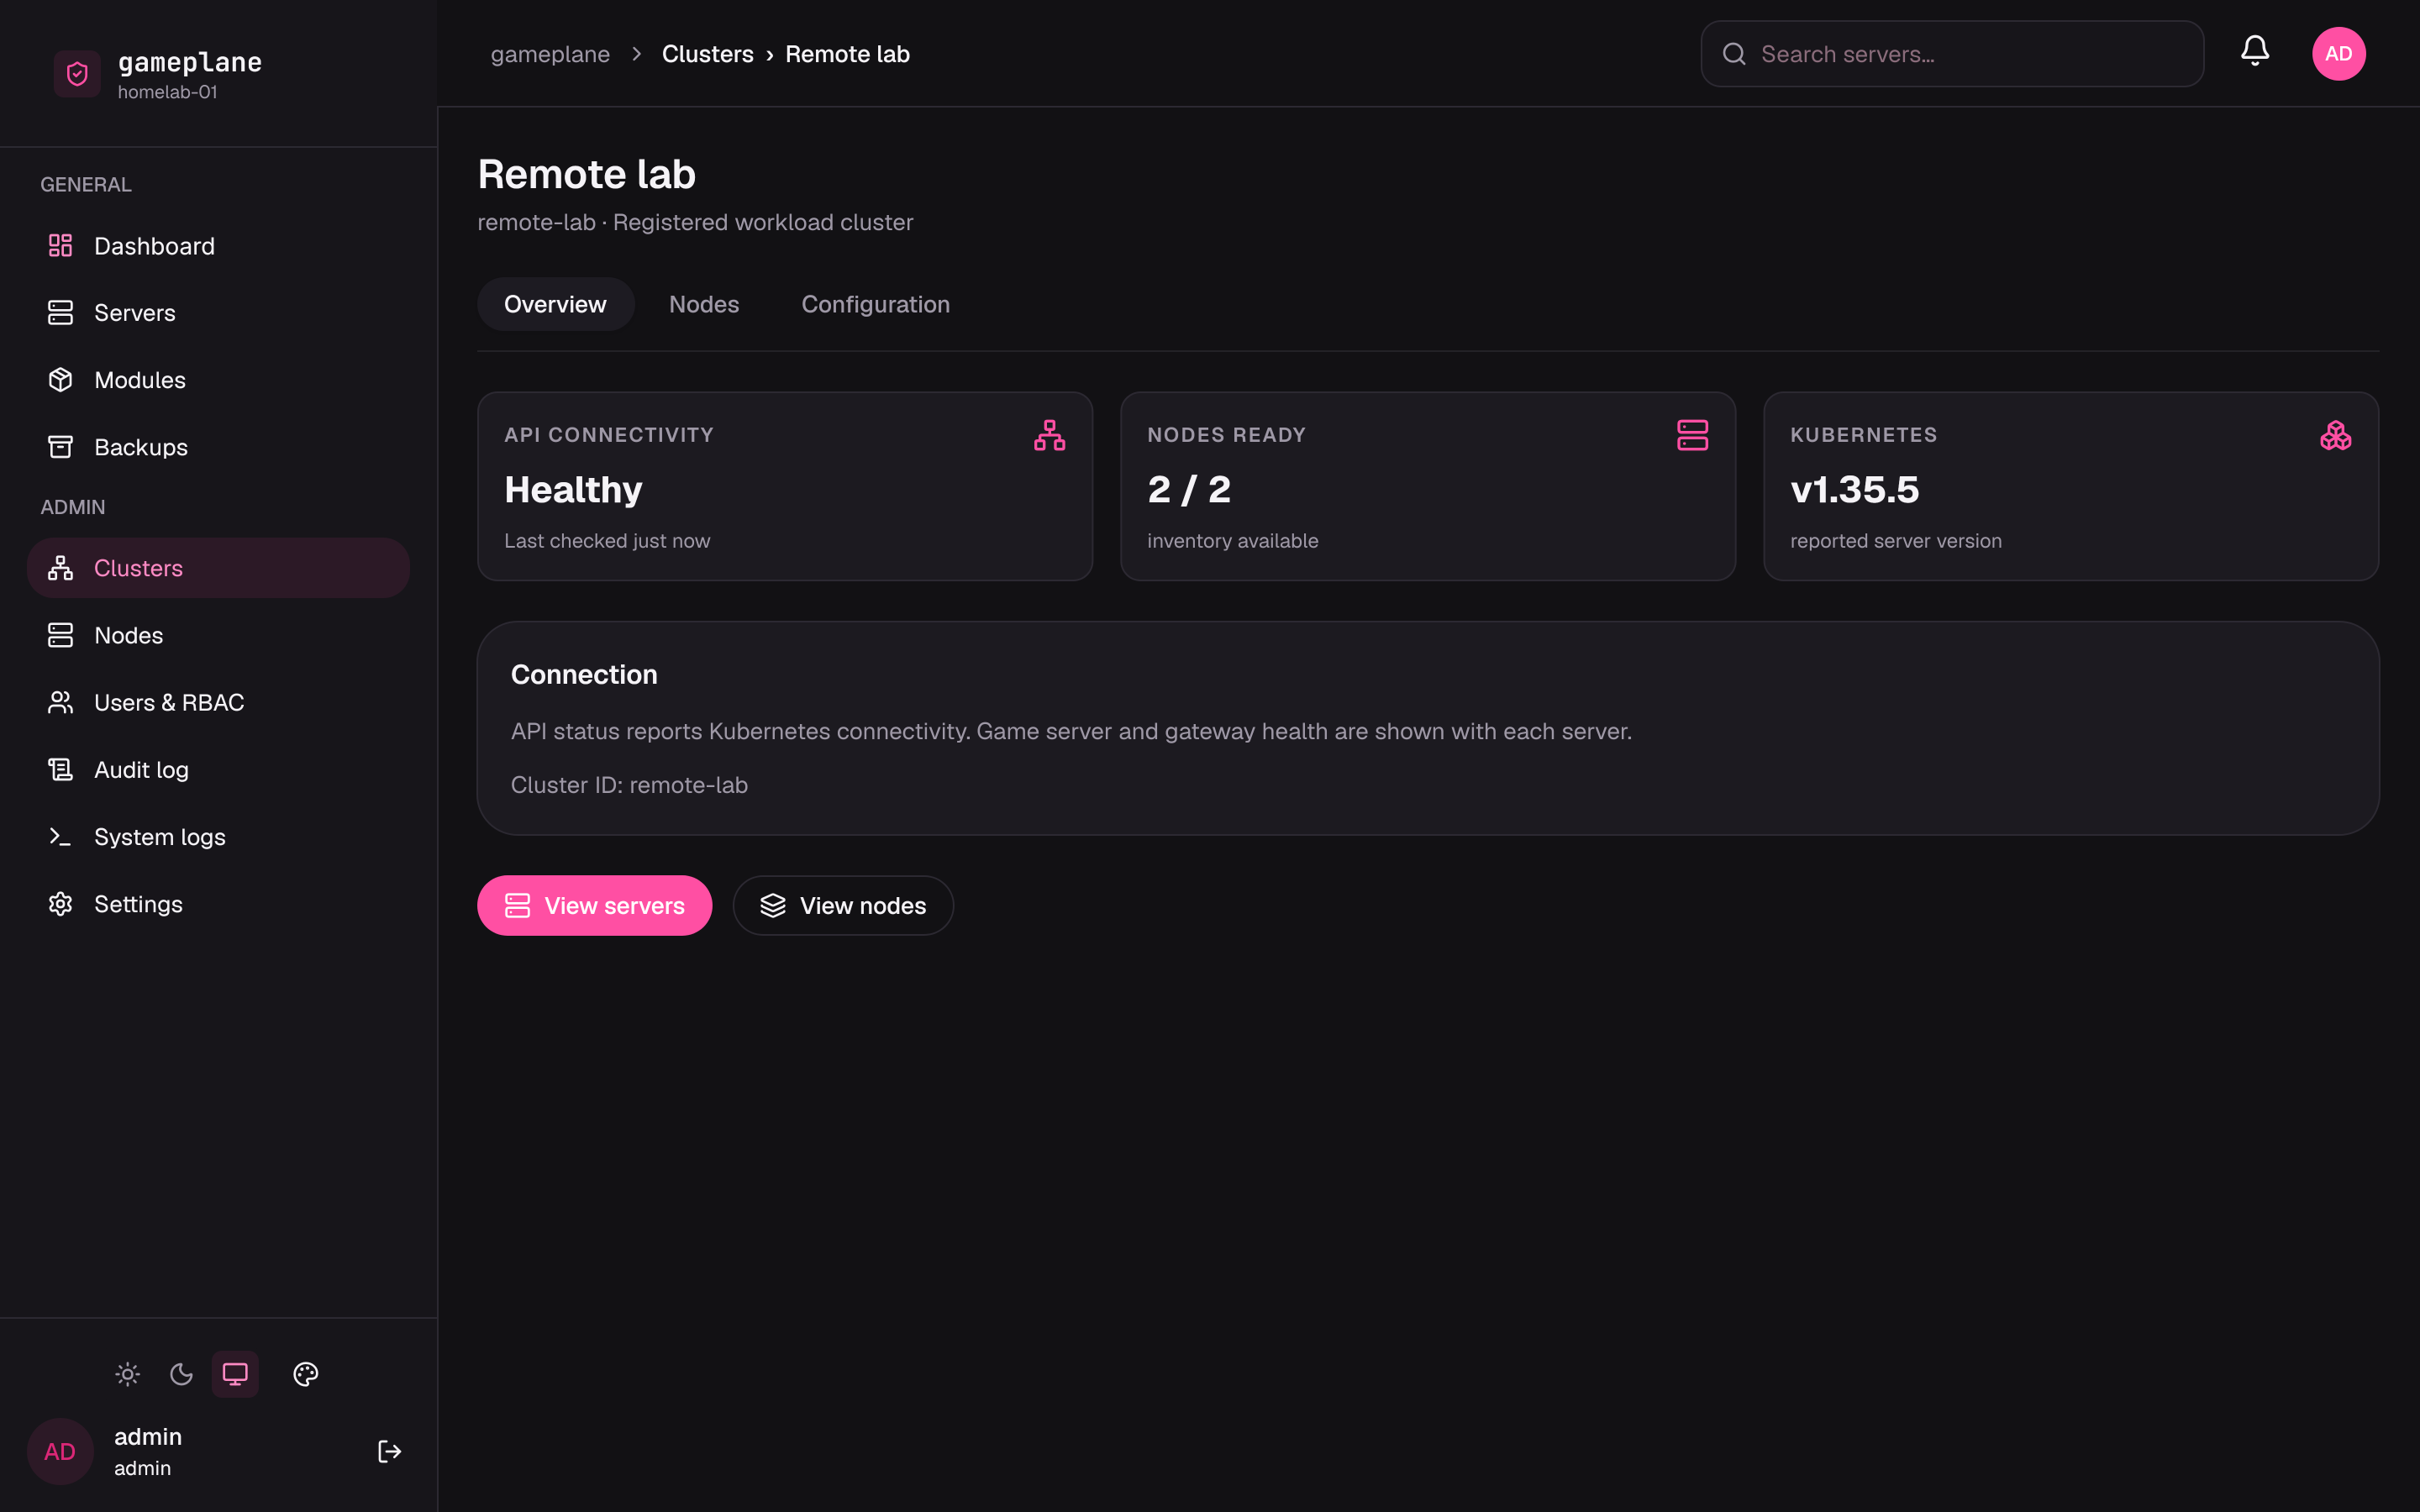 gameplane
homelab-01
GENERAL
Dashboard
Servers
Modules
Backups
ADMIN
Clusters
Nodes
Users & RBAC
Audit log
System logs
Settings
AD
admin
admin
gameplane > Clusters › Remote lab
Search servers...
AD
Remote lab
remote-lab · Registered workload cluster
Overview Nodes Configuration
API CONNECTIVITY
Healthy
Last checked just now
NODES READY
2 / 2
inventory available
KUBERNETES
v1.35.5
reported server version
Connection
API status reports Kubernetes connectivity. Game server and gateway health are shown with each server.
Cluster ID: remote-lab
View servers
View nodes